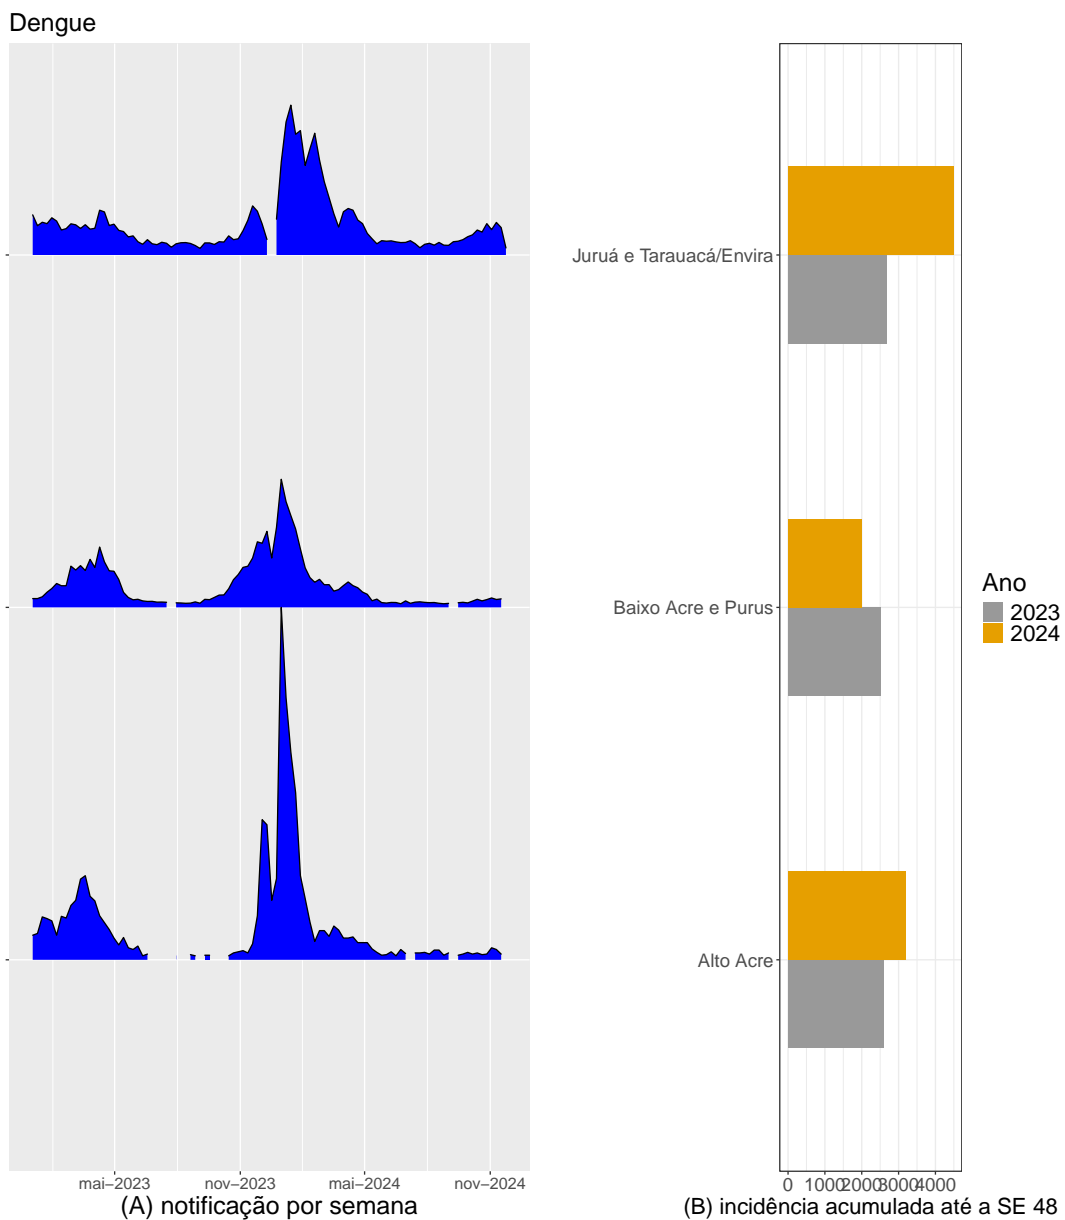 Dengue
Juruá e Tarauacá/Envira
Baixo Acre e Purus
Alto Acre
Ano
2023
2024
mai–2023 nov–2023 mai–2024 nov–2024
0 1000 2000 3000 4000
(A) notificação por semana
(B) incidência acumulada até a SE 48